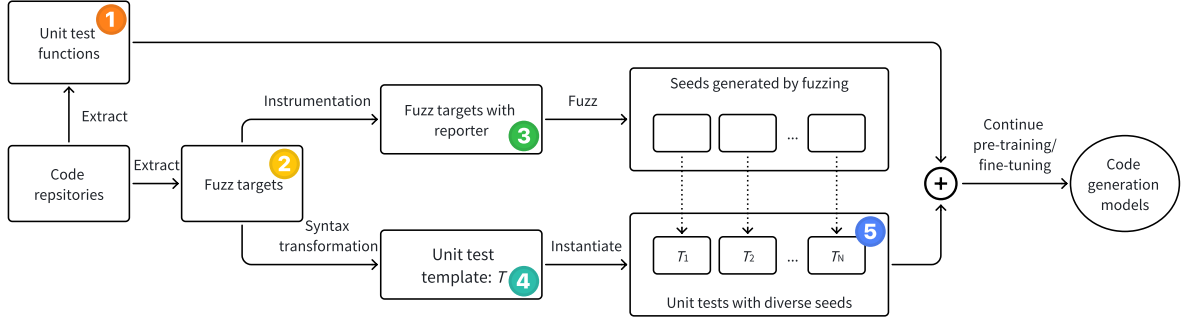 Unit test
functions
1
Extract
Code
repsitories
Extract
Fuzz targets
2
Instrumentation
Fuzz targets with
reporter
3
Fuzz
Seeds generated by fuzzing
...
Syntax
transformation
Unit test
template: T
4
Instantiate
T1
T2
...
TN
5
Unit tests with diverse seeds
+
Continue
pre-training/
fine-tuning
Code
generation
models